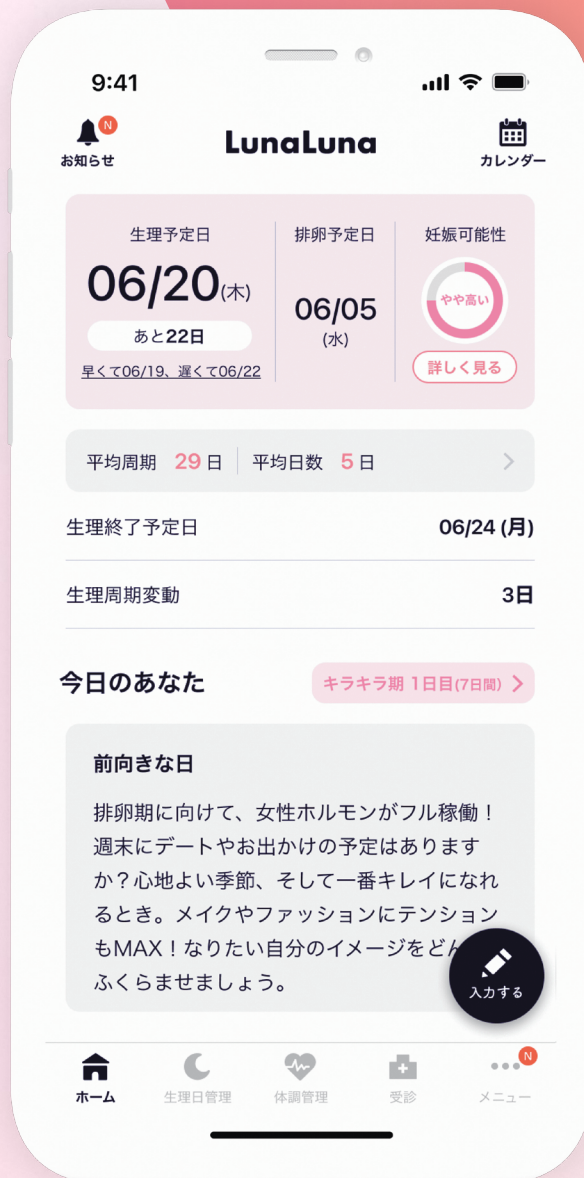 9:41
N
お知らせ
LunaLuna
カレンダー
生理予定日
06/20(木)
あと22日
早くて06/19、遅くて06/22
排卵予定日
06/05
(水)
妊娠可能性
やや高い
詳しく見る
平均周期 29日 平均日数 5日
生理終了予定日 06/24 (月)
生理周期変動 3日
今日のあなた キラキラ期 1日目(7日間)
前向きな日
排卵期に向けて、女性ホルモンがフル稼働！
週末にデートやお出かけの予定はあります
か？心地よい季節、そして一番キレイになれ
るとき。メイクやファッションにテンション
もMAX！なりたい自分のイメージをどん
ふくらませましょう。
入力する
ホーム
生理日管理
体調管理
受診
N
メニュー